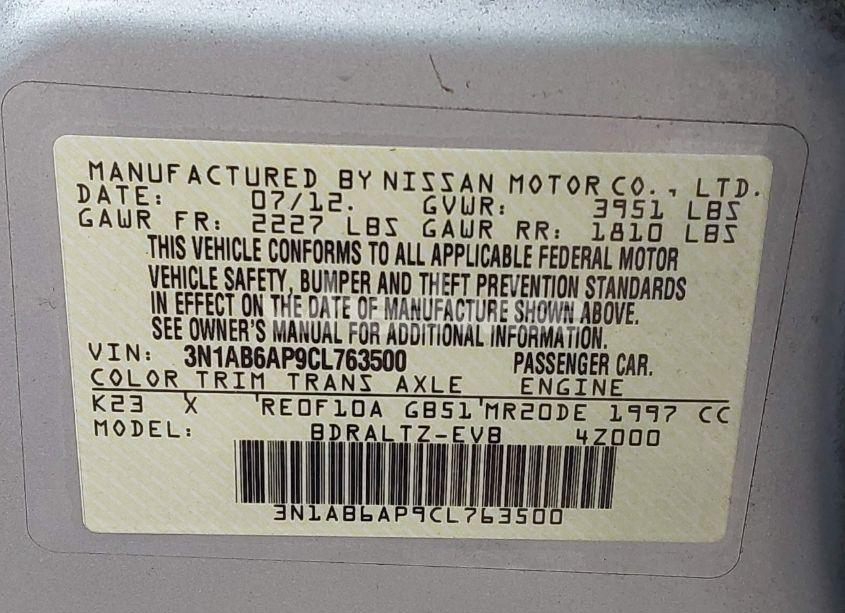 MANUFACTURED BY NISSAN MOTOR CO., LTD.
DATE: 07/12. GVWR: 3951 LBS
GAWR FR: 2227 LBS GAWR RR: 1810 LBS
THIS VEHICLE CONFORMS TO ALL APPLICABLE FEDERAL MOTOR
VEHICLE SAFETY, BUMPER AND THEFT PREVENTION STANDARDS
IN EFFECT ON THE DATE OF MANUFACTURE SHOWN ABOVE.
SEE OWNER'S MANUAL FOR ADDITIONAL INFORMATION.
VIN: 3N1AB6AP9CL763500 PASSENGER CAR.
COLOR TRIM TRANS AXLE ENGINE
K23 X RE0F10A GB51 MR20DE 1997 CC
MODEL: BDRALTZ-EVB 4Z000
3N1AB6AP9CL763500